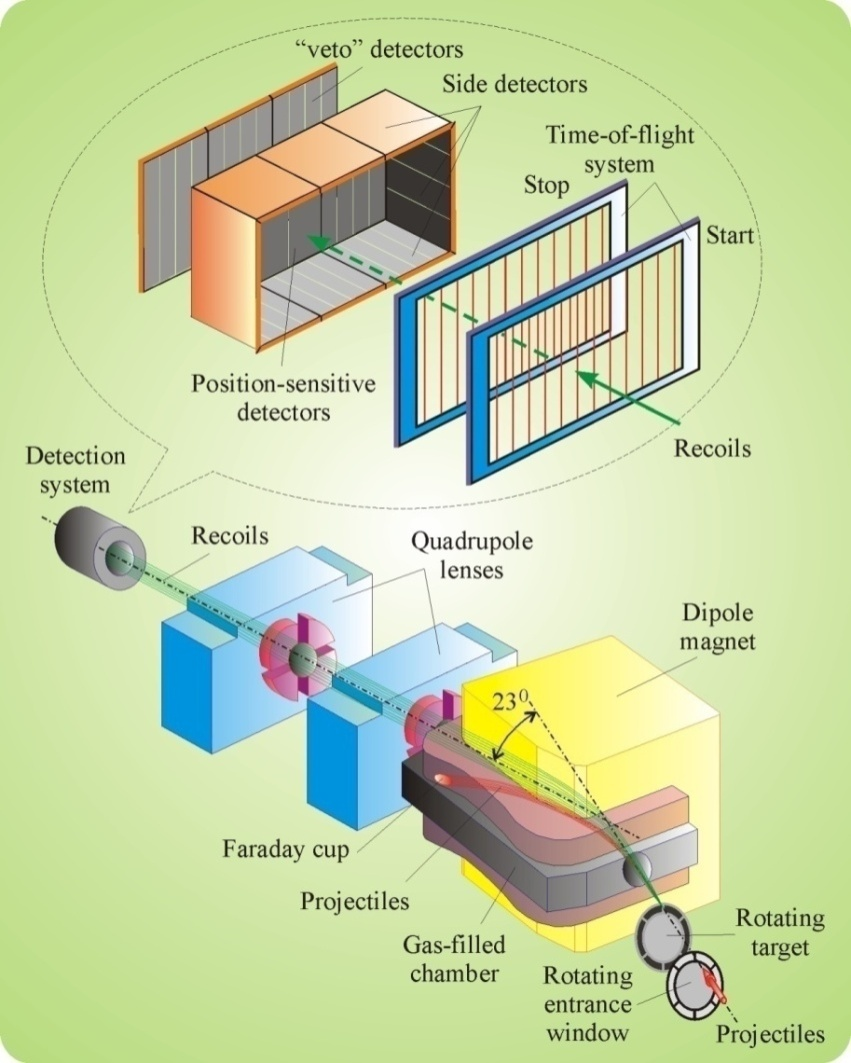 “veto” detectors
Side detectors
Time-of-flight
system
Stop
Start
Position-sensitive
detectors
Recoils
Detection
system
Recoils
Quadrupole
lenses
Dipole
magnet
23⁰
Faraday cup
Projectiles
Gas-filled
chamber
Rotating
target
Rotating
entrance
window
Projectiles